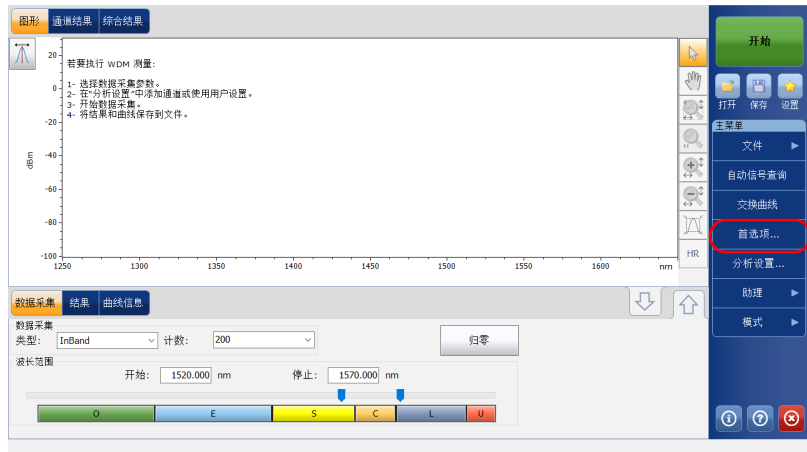 图形 通道结果 综合结果
开始
20
若要执行 WDM 测量:
0
1- 选择数据采集参数。
2- 在"分析设置"中添加通道或使用用户设置。
3- 开始数据采集。
4- 将结果和曲线保存到文件。
-20
-40
dBm
-60
-80
-100
1250 1300 1350 1400 1450 1500 1550 1600 nm
HR
打开 保存 设置
主菜单
文件
自动信号查询
交换曲线
首选项...
分析设置...
助理
模式
数据采集 结果 曲线信息
数据采集
类型: InBand 计数: 200 归零
波长范围
开始: 1520.000 nm 停止: 1570.000 nm
O E S C L U